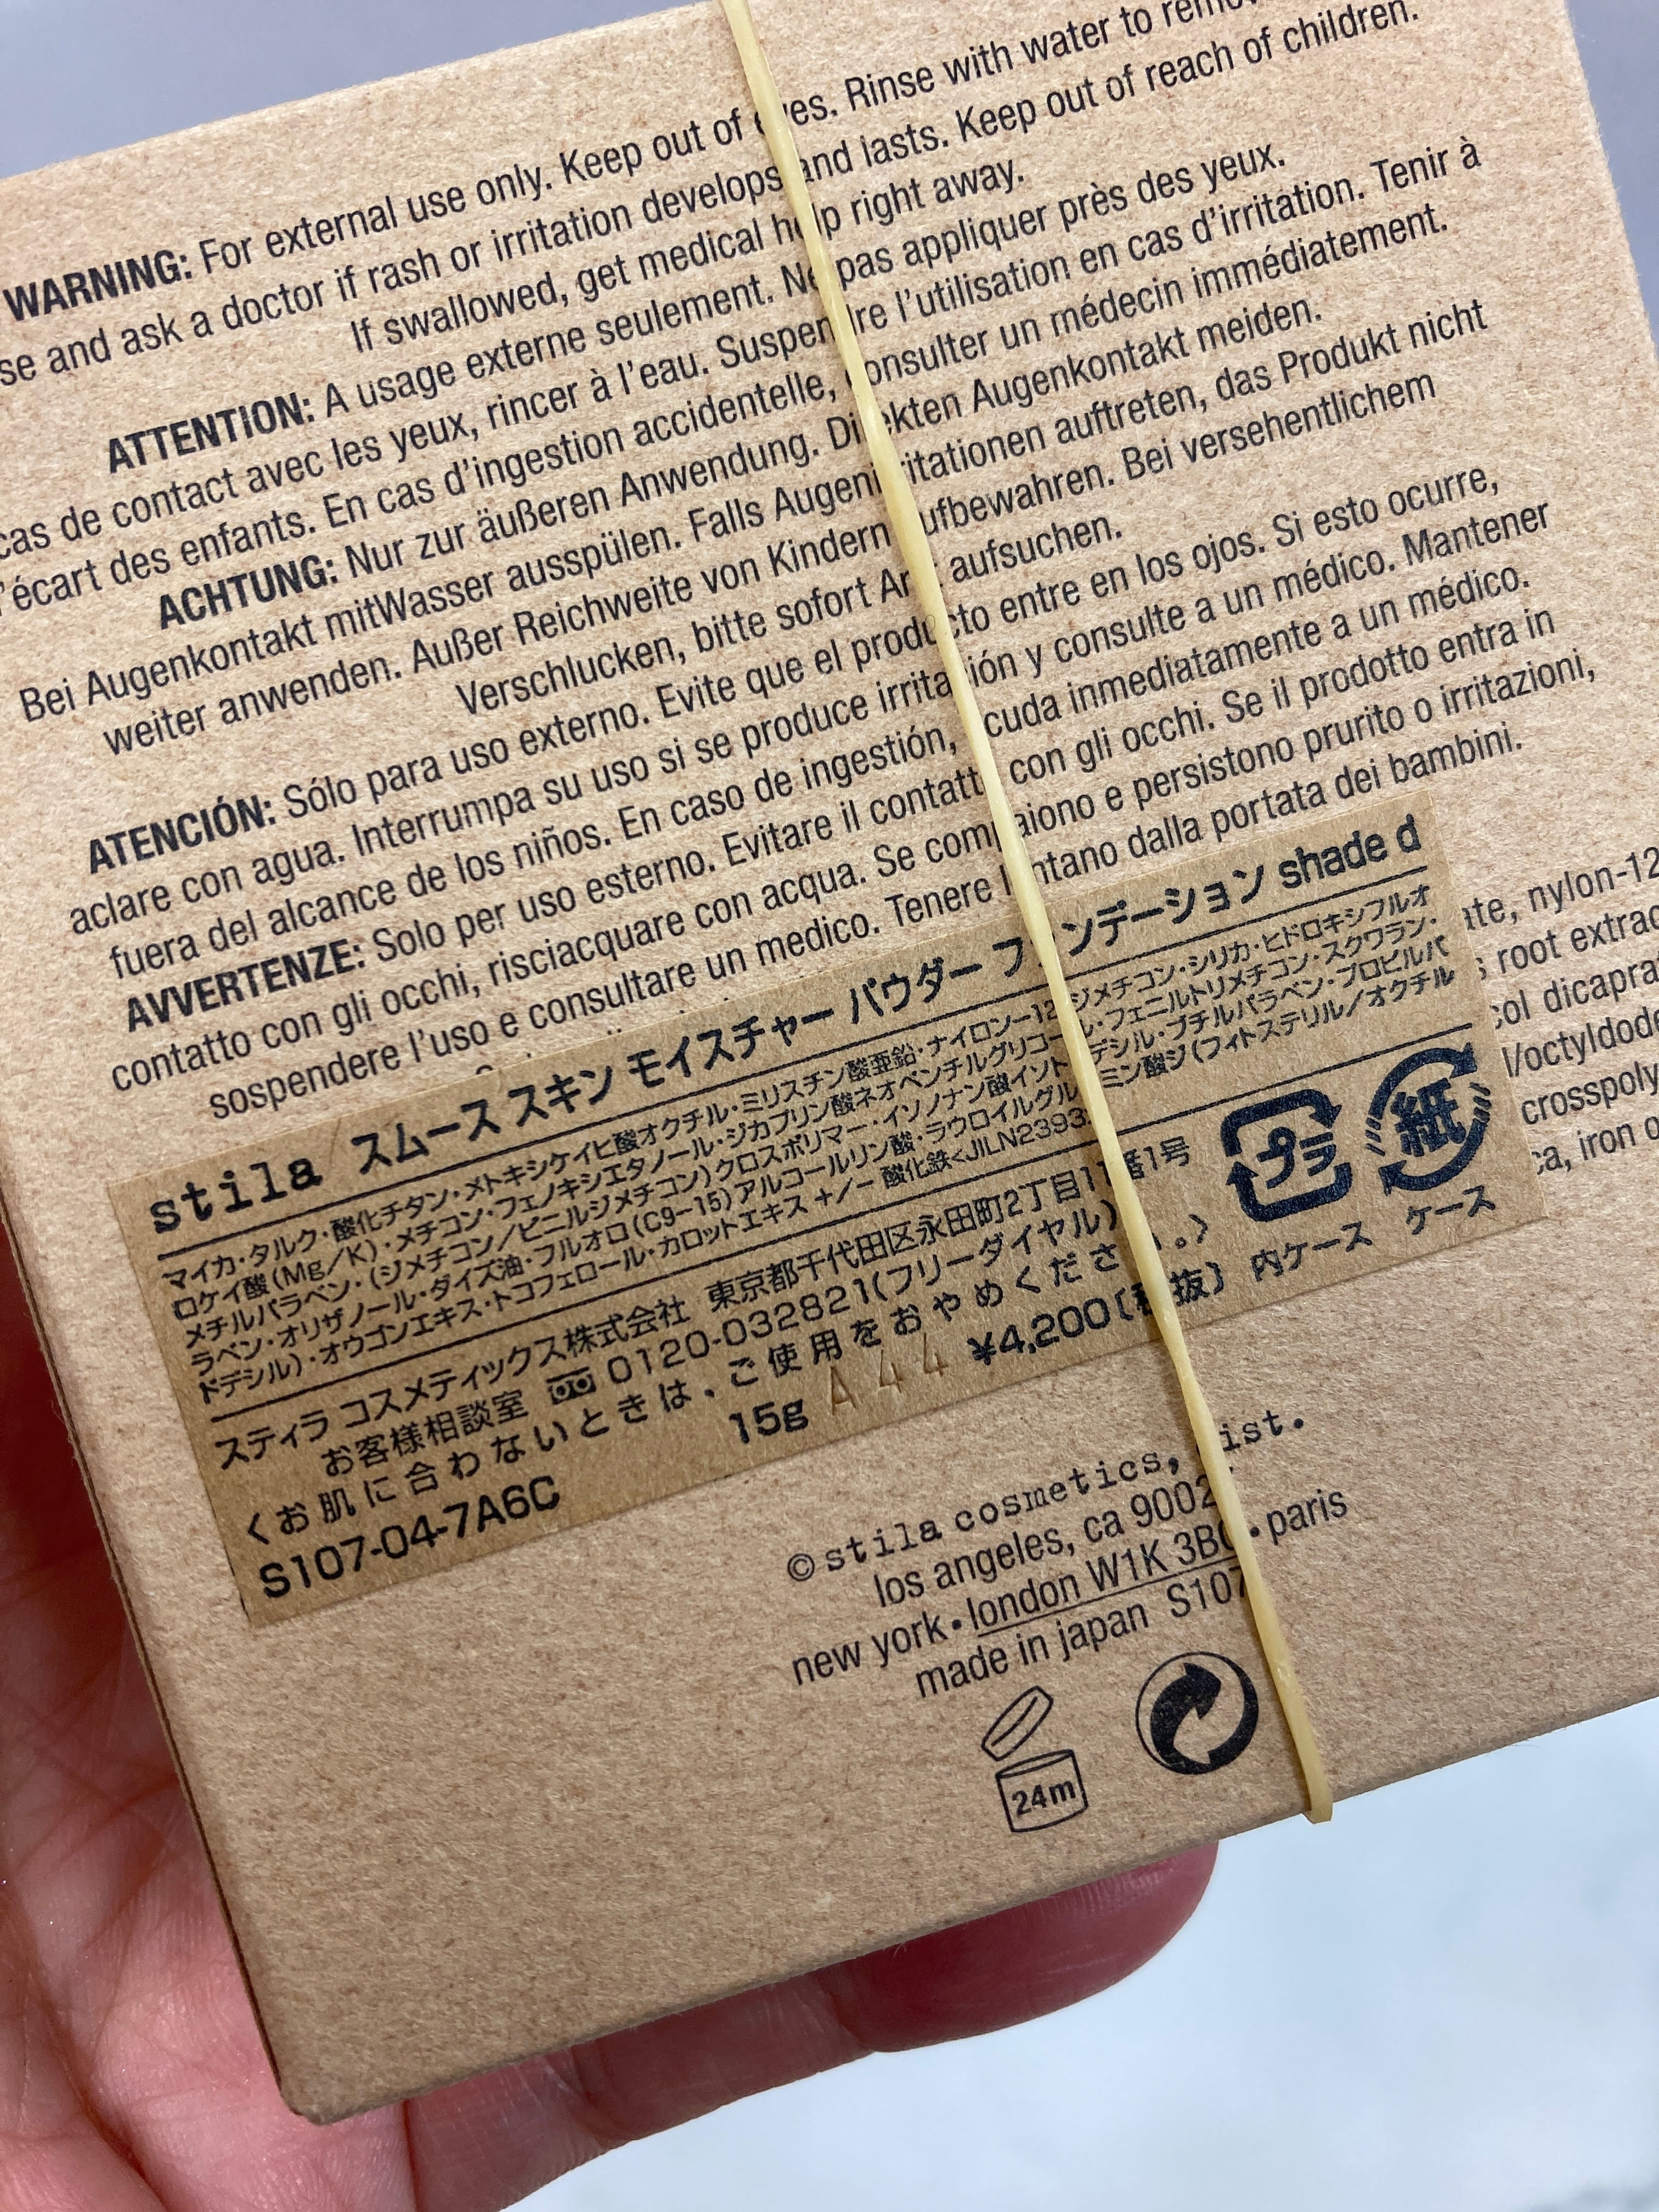 WARNING: For external use only. Keep out of eyes. Rinse with water to
se and ask a doctor if rash or irritation develops and lasts. Keep out of reach of children.
If swallowed, get medical help right away.
ATTENTION: A usage externe seulement. Ne pas appliquer près des yeux.
cas de contact avec les yeux, rincer à l'eau. Suspendre l'utilisation en cas d'irritation. Tenir à
l'écart des enfants. En cas d'ingestion accidentelle, consulter un médecin immédiatement.
ACHTUNG: Nur zur äußeren Anwendung. Direkten Augenkontakt meiden.
Bei Augenkontakt mitWasser ausspülen. Falls Augenirritationen auftreten, das Produkt nicht
weiter anwenden. Außer Reichweite von Kindern aufbewahren. Bei versehentlichem
Verschlucken, bitte sofort Arzt aufsuchen.
ATENCIÓN: Sólo para uso externo. Evite que el producto entre en los ojos. Si esto ocurre,
aclare con agua. Interrumpa su uso si se produce irritación y consulte a un médico. Mantener
fuera del alcance de los niños. En caso de ingestión, acuda inmediatamente a un médico.
AVVERTENZE: Solo per uso esterno. Evitare il contatto con gli occhi. Se il prodotto entra in
contatto con gli occhi, risciacquare con acqua. Se compaiono e persistono prurito o irritazioni,
sospendere l'uso e consultare un medico. Tenere lontano dalla portata dei bambini.
stila スムース スキン モイスチャー パウダー ファンデーション shade d
マイカ・タルク・酸化チタン・メトキシケイヒ酸オクチル・ミリスチン酸亜鉛・ナイロン-12・ジメチコン・シリカ・ヒドロキシフルオ
ロケイ酸(Mg/K)・メチコン・フェノキシエタノール・ジカプリン酸ネオペンチルグリコール・フェニルトリメチコン・スクワラン・
メチルパラベン・(ジメチコン/ビニルジメチコン)クロスポリマー・イソノナン酸イソトリデシル・ブチルパラベン・プロピルパ
ラベン・オリザノール・ダイズ油・フルオロ(C9-15)アルコールリン酸・ラウロイルグルタミン酸ジ(フィトステリル/オクチル
ドデシル)・オウゴンエキス・トコフェロール・カロットエキス +/- 酸化鉄<JILN2393
スティラ コスメティックス株式会社 東京都千代田区永田町2丁目11番1号
お客様相談室 0120-032821(フリーダイヤル)
〈お肌に合わないときは、ご使用をおやめください。〉
S107-04-7A6C 15g A44 ¥4,200〔税抜〕
プラ 紙
内ケース ケース
nylon-12
root extrac
col dicapra
/octyldode
crosspoly
ca, iron o
© stila cosmetics, dist.
los angeles, ca 9002
new york • london W1K 3BQ • paris
made in japan S107
24m